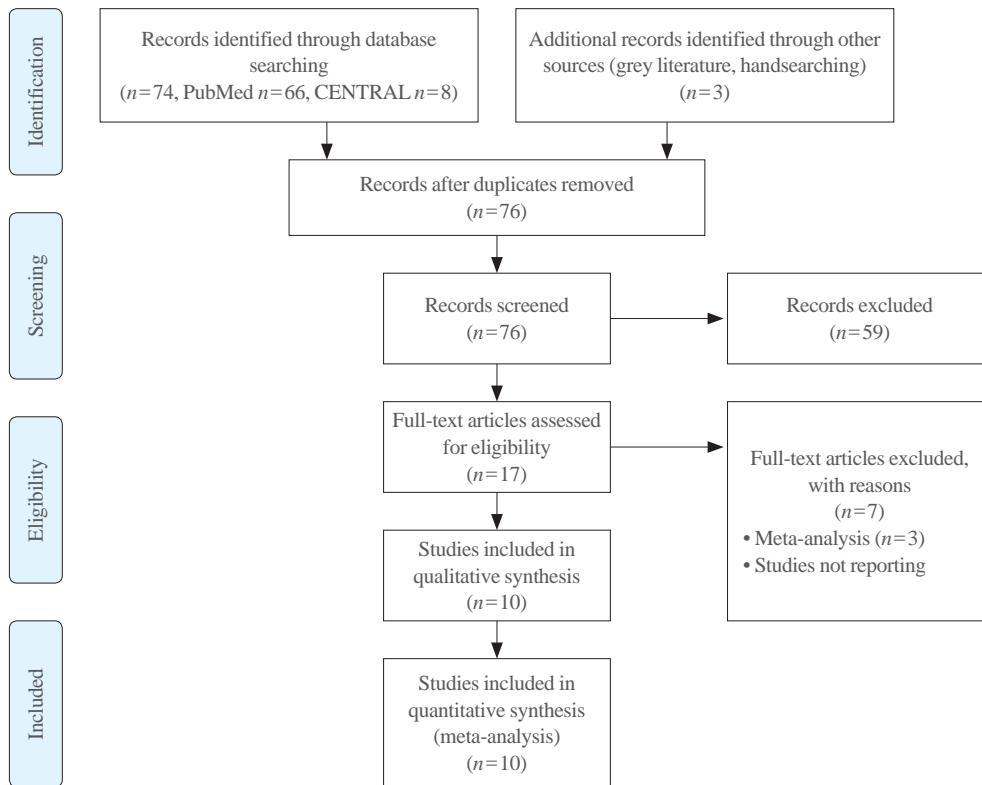 Identification
Records identified through database
searching
(n=74, PubMed n=66, CENTRAL n=8)
Additional records identified through other
sources (grey literature, handsearching)
(n=3)
Records after duplicates removed
(n=76)
Screening
Records screened
(n=76)
Records excluded
(n=59)
Eligibility
Full-text articles assessed
for eligibility
(n=17)
Full-text articles excluded,
with reasons
(n=7)
• Meta-analysis (n=3)
• Studies not reporting
Studies included in
qualitative synthesis
(n=10)
Included
Studies included in
quantitative synthesis
(meta-analysis)
(n=10)